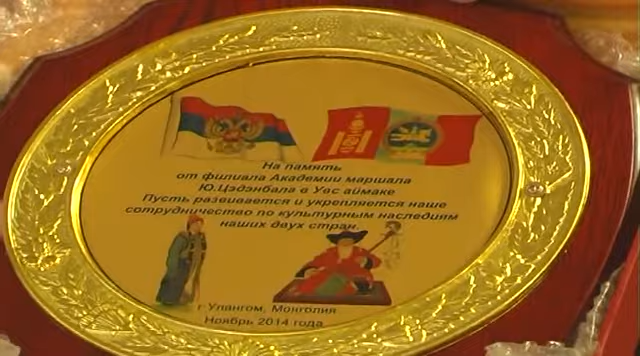 На память
от филиала Академии маршала
Ю.Цэдэнбала в Увс аймаке
Пусть развивается и укрепляется наше
сотрудничество по культурным наследиям
наших двух стран.
г Улангом, Монголия
Ноябрь 2014 года